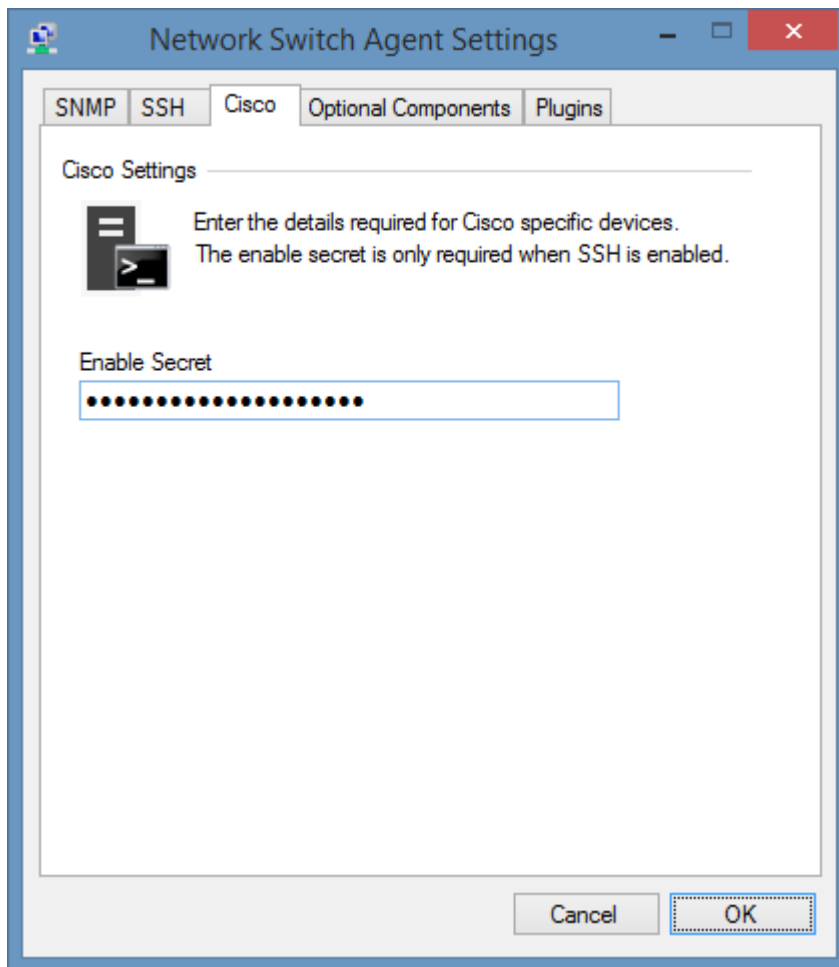 Network Switch Agent Settings
SNMP SSH Cisco Optional Components Plugins
Cisco Settings
>_
Enter the details required for Cisco specific devices.
The enable secret is only required when SSH is enabled.
Enable Secret
••••••••••••••••••••
Cancel OK